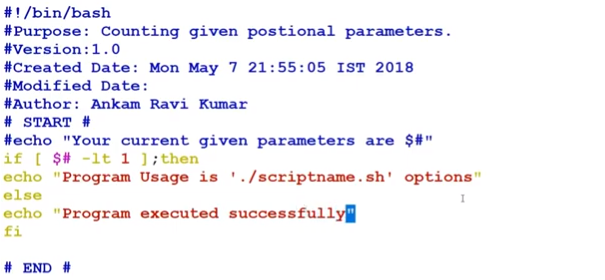 #!/bin/bash
#Purpose: Counting given postional parameters.
#Version:1.0
#Created Date: Mon May 7 21:55:05 IST 2018
#Modified Date:
#Author: Ankam Ravi Kumar
# START #
#echo "Your current given parameters are $#"
if [ $# -lt 1 ];then
echo "Program Usage is './scriptname.sh' options"
else
echo "Program executed successfully"
fi
# END #